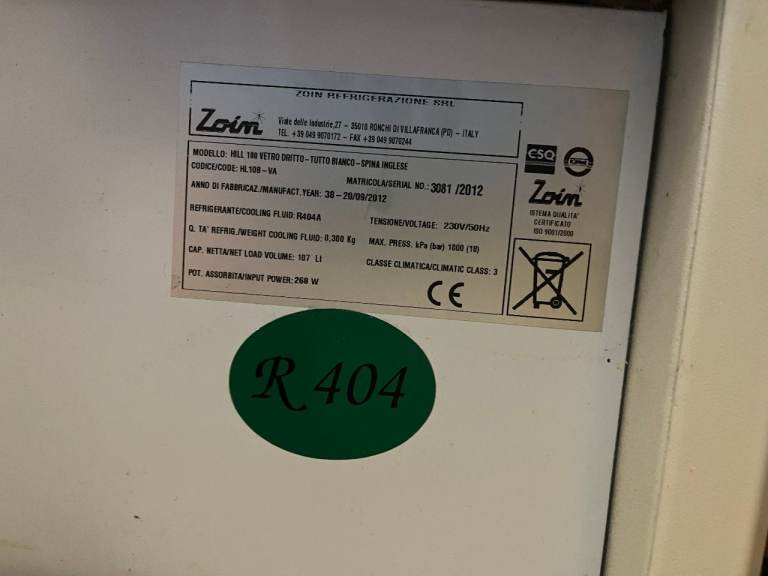 ZOIN REFRIGERAZIONE SRL
Zoin
Viale delle Industrie,27 - 35010 RONCHI DI VILLAFRANCA (PD) - ITALY
TEL. +39 049 9070172 - FAX +39 049 9070244
MODELLO: HILL 100 VETRO DRITTO-TUTTO BIANCO-SPINA INGLESE
CODICE/CODE: HL10B-VA
MATRICOLA/SERIAL NO.: 3081 /2012
ANNO DI FABBRICAZ./MANUFACT.YEAR: 38-20/09/2012
REFRIGERANTE/COOLING FLUID: R404A
TENSIONE/VOLTAGE: 230V/50Hz
Q. TA' REFRIG./WEIGHT COOLING FLUID: 0,300 Kg
MAX. PRESS. kPa (bar) 1800 (18)
CAP. NETTA/NET LOAD VOLUME: 107 Lt
CLASSE CLIMATICA/CLIMATIC CLASS: 3
POT. ASSORBITA/INPUT POWER: 268 W
CE
CSQ
Zoin
ISTEMA QUALITA'
CERTIFICATO
ISO 9001/2000
R 404